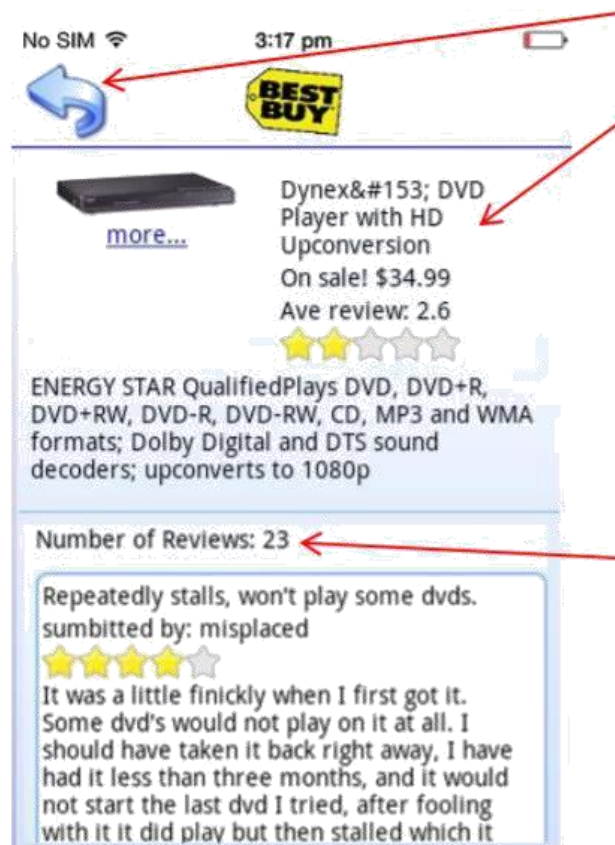 No SIM 3:17 pm
BEST
BUY
more...
Dynex&#153; DVD
Player with HD
Upconversion
On sale! $34.99
Ave review: 2.6
ENERGY STAR QualifiedPlays DVD, DVD+R,
DVD+RW, DVD-R, DVD-RW, CD, MP3 and WMA
formats; Dolby Digital and DTS sound
decoders; upconverts to 1080p
Number of Reviews: 23
Repeatedly stalls, won't play some dvds.
sumbitted by: misplaced
It was a little finickly when I first got it.
Some dvd's would not play on it at all. I
should have taken it back right away, I have
had it less than three months, and it would
not start the last dvd I tried, after fooling
with it it did play but then stalled which it